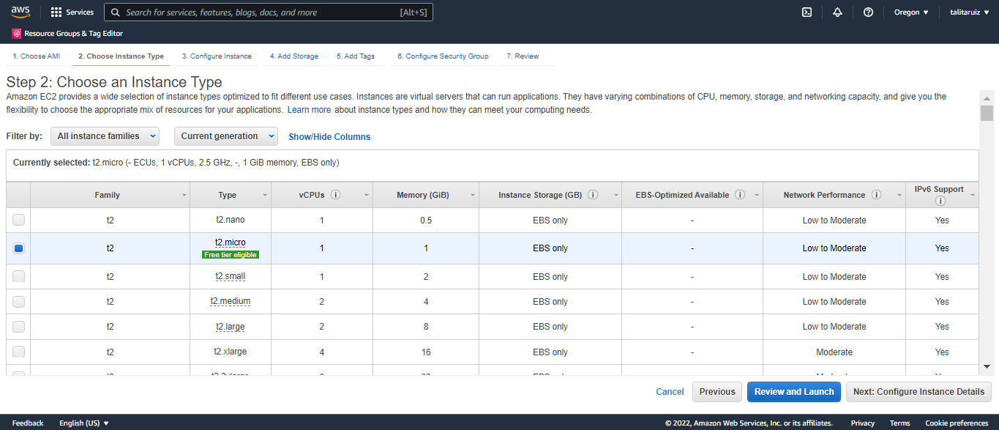 aws Services Search for services, features, blogs, docs, and more [Alt+S] Oregon talitaruiz
Resource Groups & Tag Editor
1. Choose AMI 2. Choose Instance Type 3. Configure Instance 4. Add Storage 5. Add Tags 6. Configure Security Group 7. Review
Step 2: Choose an Instance Type
Amazon EC2 provides a wide selection of instance types optimized to fit different use cases. Instances are virtual servers that can run applications. They have varying combinations of CPU, memory, storage, and networking capacity, and give you the
flexibility to choose the appropriate mix of resources for your applications. Learn more about instance types and how they can meet your computing needs.
Filter by: All instance families Current generation Show/Hide Columns
Currently selected: t2.micro (- ECUs, 1 vCPUs, 2.5 GHz, -, 1 GiB memory, EBS only)
Family Type vCPUs Memory (GiB) Instance Storage (GB) EBS-Optimized Available Network Performance IPv6 Support
t2 t2.nano 1 0.5 EBS only - Low to Moderate Yes
t2 t2.micro 1 1 EBS only - Low to Moderate Yes
Free tier eligible
t2 t2.small 1 2 EBS only - Low to Moderate Yes
t2 t2.medium 2 4 EBS only - Low to Moderate Yes
t2 t2.large 2 8 EBS only - Low to Moderate Yes
t2 t2.xlarge 4 16 EBS only - Moderate Yes
Cancel Previous Review and Launch Next: Configure Instance Details
Feedback English (US) © 2022, Amazon Web Services, Inc. or its affiliates. Privacy Terms Cookie preferences